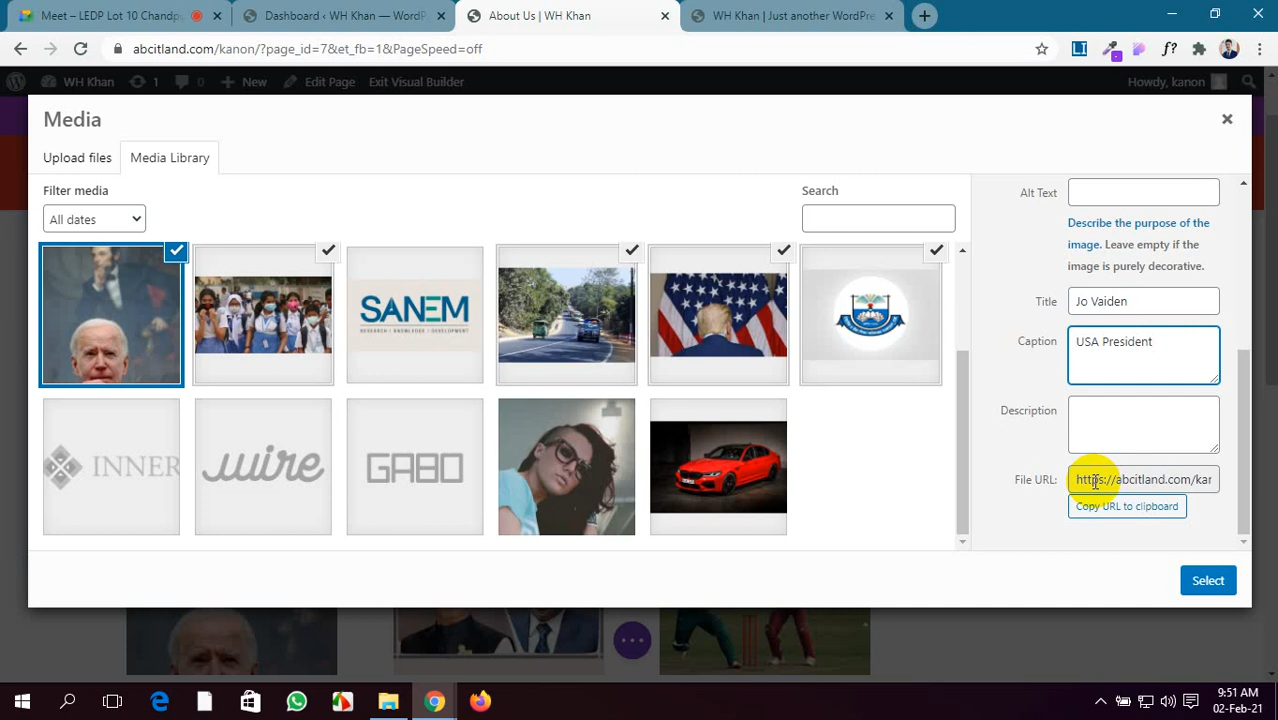 Meet – LEDP Lot 10 Chandp
Dashboard ‹ WH Khan — WordP
About Us | WH Khan
WH Khan | Just another WordPre
abcitland.com/kanon/?page_id=7&et_fb=1&PageSpeed=off
WH Khan
1
0
New
Edit Page
Exit Visual Builder
Howdy, kanon
Media
Upload files
Media Library
Filter media
All dates
Search
SANEM
RESEARCH | KNOWLEDGE | DEVELOPMENT
INNER
wire
GABO
Alt Text
Describe the purpose of the
image. Leave empty if the
image is purely decorative.
Title
Jo Vaiden
Caption
USA President
Description
File URL:
https://abcitland.com/kar
Copy URL to clipboard
Select
9:51 AM
02-Feb-21